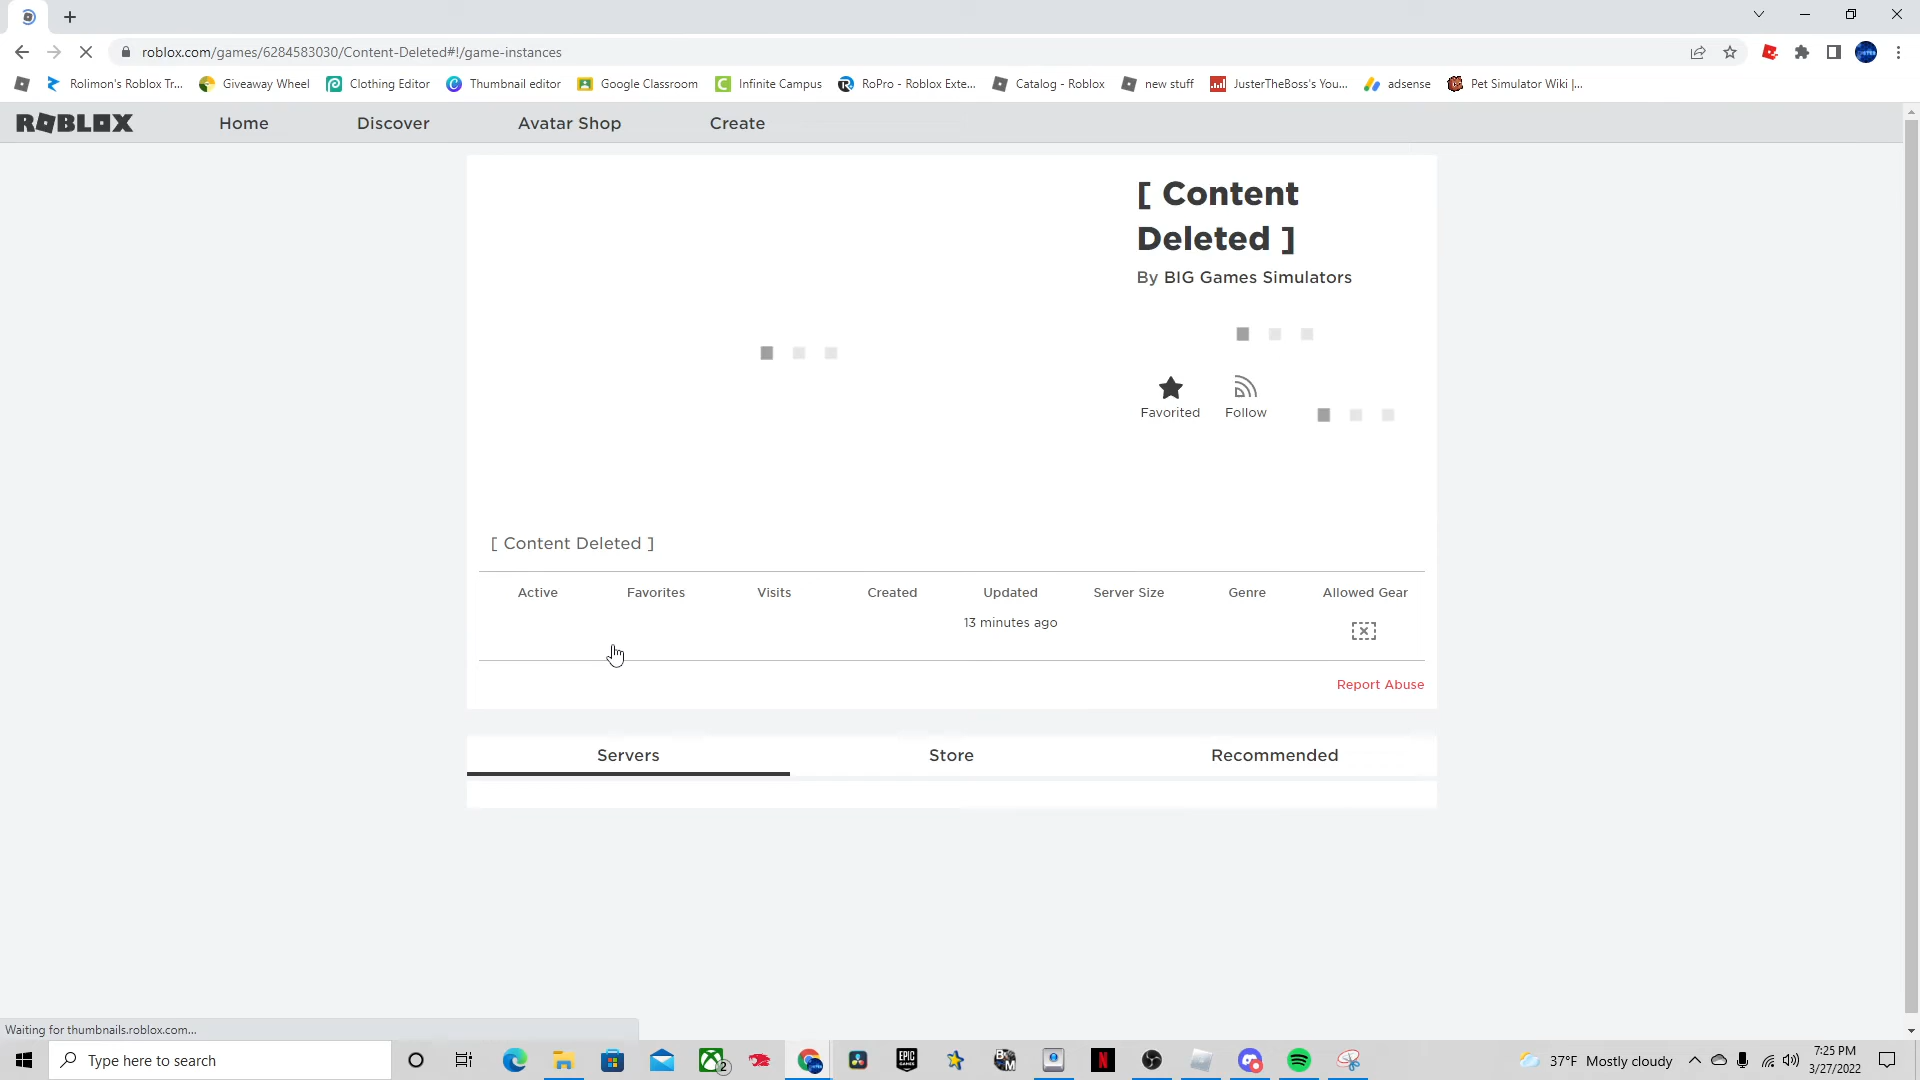 roblox.com/games/6284583030/Content-Deleted#!/game-instances
Rolimon's Roblox Tr... Giveaway Wheel Clothing Editor Thumbnail editor Google Classroom Infinite Campus RoPro - Roblox Exte... Catalog - Roblox new stuff JusterTheBoss's You... adsense Pet Simulator Wiki |...
ROBLOX Home Discover Avatar Shop Create
[ Content
Deleted ]
By BIG Games Simulators
Favorited Follow
[ Content Deleted ]
Active Favorites Visits Created Updated Server Size Genre Allowed Gear
13 minutes ago
Report Abuse
Servers Store Recommended
Waiting for thumbnails.roblox.com...
Type here to search 2 EPIC GAMES B M N 37°F Mostly cloudy 7:25 PM
3/27/2022